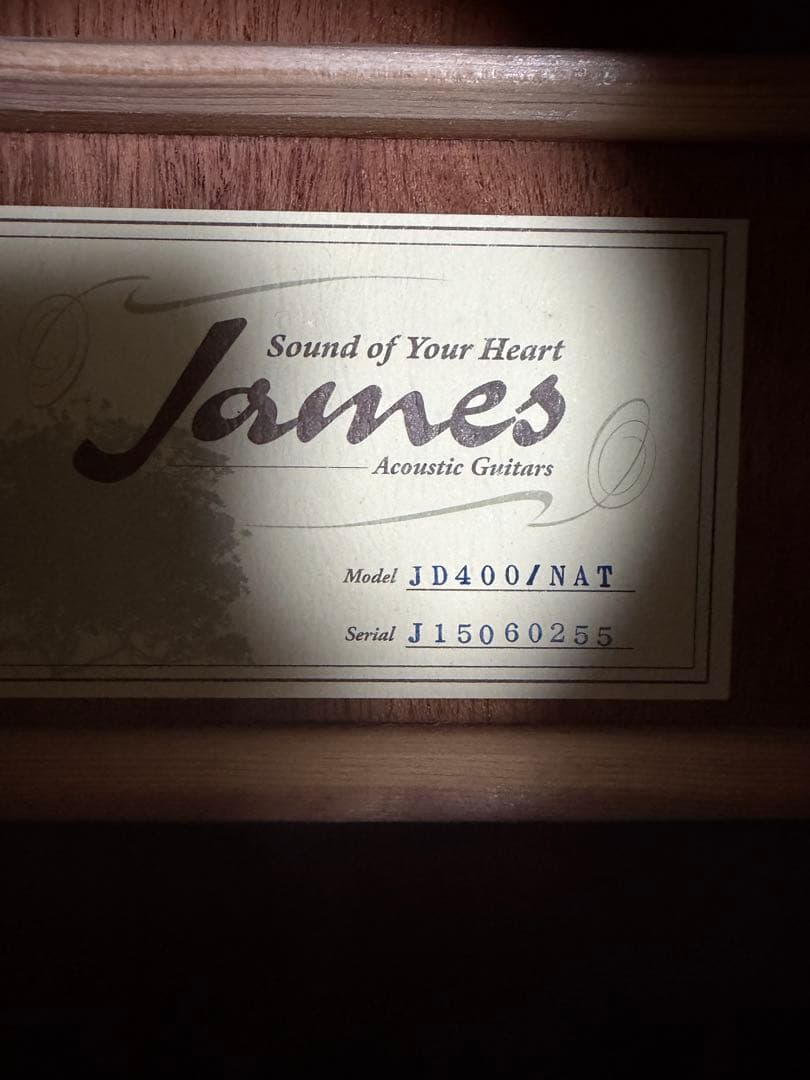 Sound of Your Heart
James
Acoustic Guitars
Model JD400/NAT
Serial J15060255